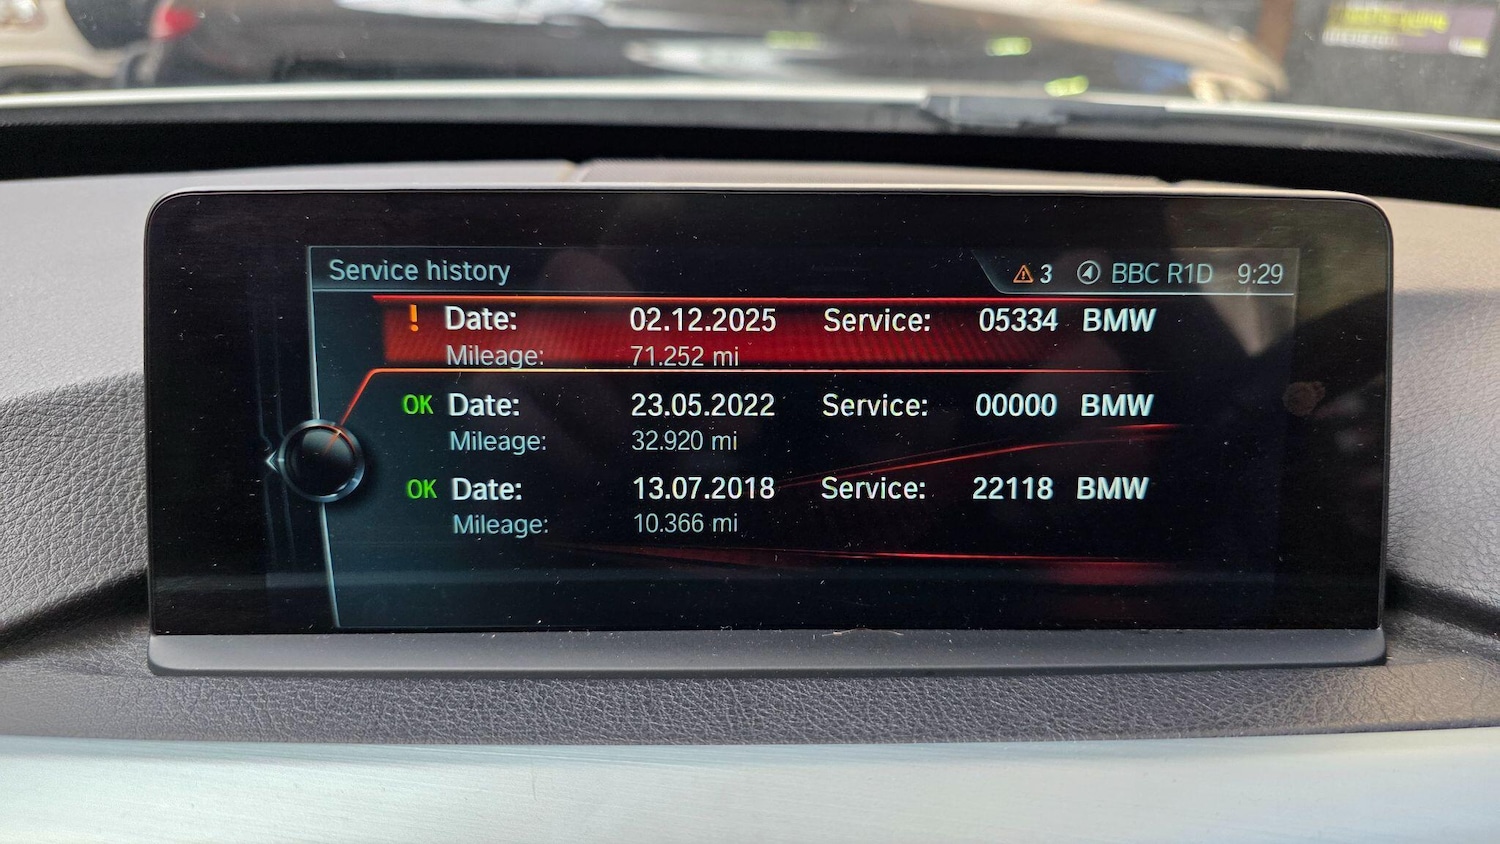 Service history 3 BBC R1D 9:29
! Date: 02.12.2025 Service: 05334 BMW
Mileage: 71.252 mi
OK Date: 23.05.2022 Service: 00000 BMW
Mileage: 32.920 mi
OK Date: 13.07.2018 Service: 22118 BMW
Mileage: 10.366 mi